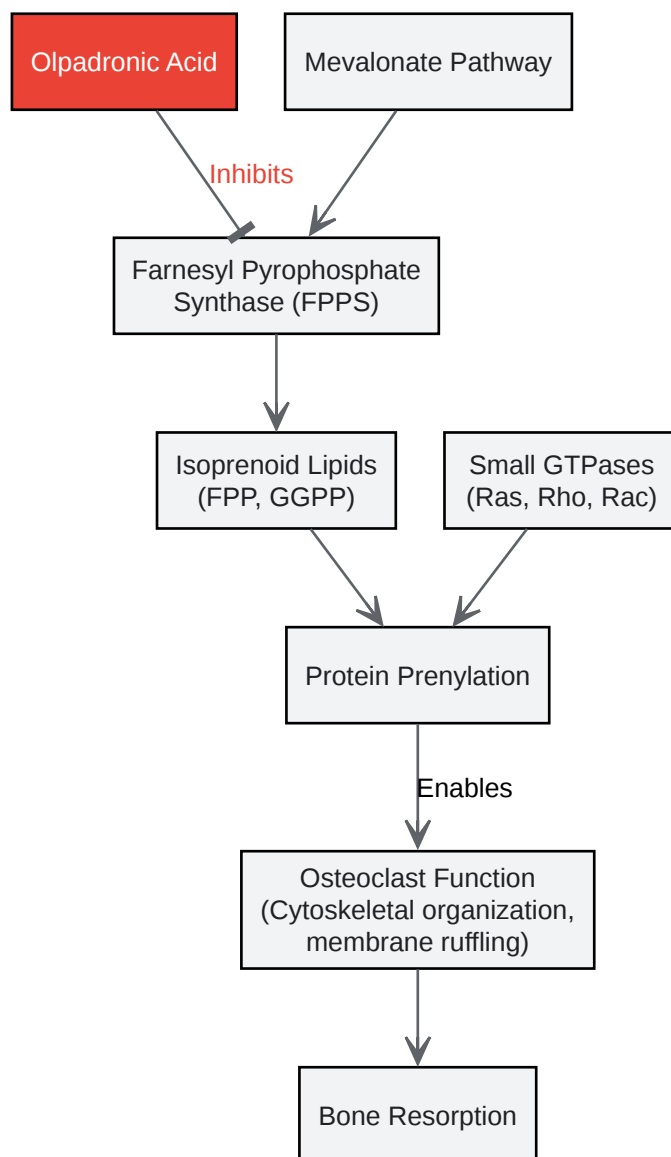 Olpadronic Acid
Mevalonate Pathway
Inhibits
Farnesyl Pyrophosphate
Synthase (FPPS)
Isoprenoid Lipids
(FPP, GGPP)
Small GTPases
(Ras, Rho, Rac)
Protein Prenylation
Enables
Osteoclast Function
(Cytoskeletal organization,
membrane ruffling)
Bone Resorption